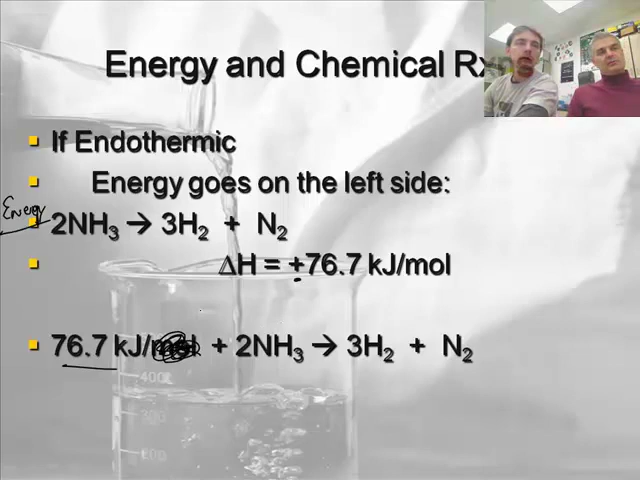 Energy and Chemical Rx
If Endothermic
Energy goes on the left side:
Energy
2NH₃ → 3H₂ + N₂
ΔH = +76.7 kJ/mol
76.7 kJ/ + 2NH₃ → 3H₂ + N₂
400